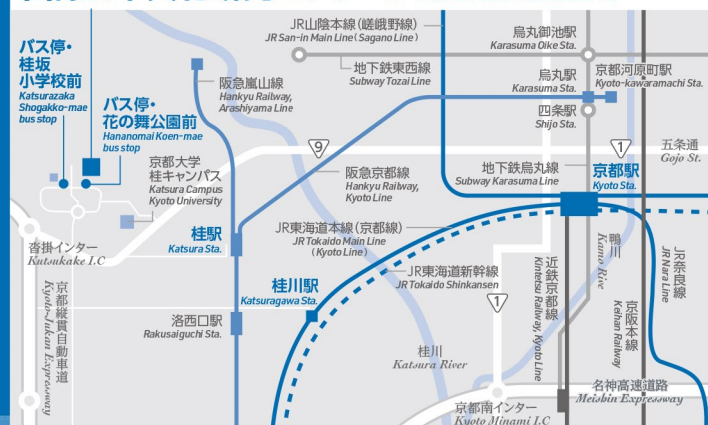 バス停・
桂坂
小学校前
Katsurazaka
Shogakko-mae
bus stop
バス停・
花の舞公園前
Hananomai Koen-mae
bus stop
JR山陰本線(嵯峨野線)
JR San-in Main Line(Sagano Line)
烏丸御池駅
Karasuma Oike Sta.
地下鉄東西線
Subway Tozai Line
阪急嵐山線
Hankyu Railway,
Arashiyama Line
烏丸駅
Karasuma Sta.
京都河原町駅
Kyoto-kawaramachi Sta.
四条駅
Shijo Sta.
9
1
五条通
Gojo St.
京都大学
桂キャンパス
Katsura Campus
Kyoto University
阪急京都線
Hankyu Railway,
Kyoto Line
地下鉄烏丸線
Subway Karasuma Line
京都駅
Kyoto Sta.
沓掛インター
Kutsukake I.C
桂駅
Katsura Sta.
JR東海道本線(京都線)
JR Tokaido Main Line
(Kyoto Line)
JR東海道新幹線
JR Tokaido Shinkansen
桂川駅
Katsuragawa Sta.
洛西口駅
Rakusaiguchi Sta.
京都縦貫自動車道
Kyoto-Jukan Expressway
桂川
Katsura River
1
近鉄京都線
Kintetsu Railway, Kyoto Line
鴨川
Kamo Rive
京阪本線
Keihan Railway
JR奈良線
JR Nara Line
名神高速道路
Meishin Expressway
京都南インター
Kyoto Minami I.C